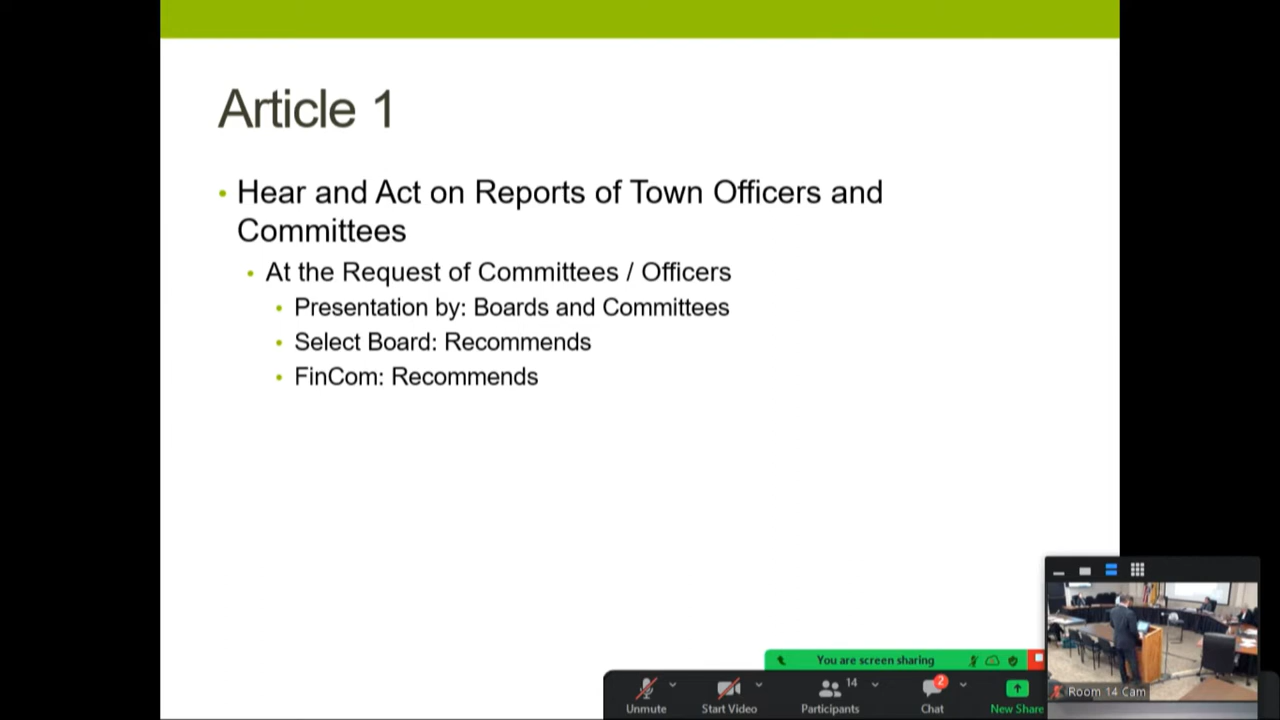 Article 1
• Hear and Act on Reports of Town Officers and
Committees
• At the Request of Committees / Officers
• Presentation by: Boards and Committees
• Select Board: Recommends
• FinCom: Recommends
You are screen sharing
Unmute
Start Video
14
Participants
2
Chat
New Share
Room 14 Cam